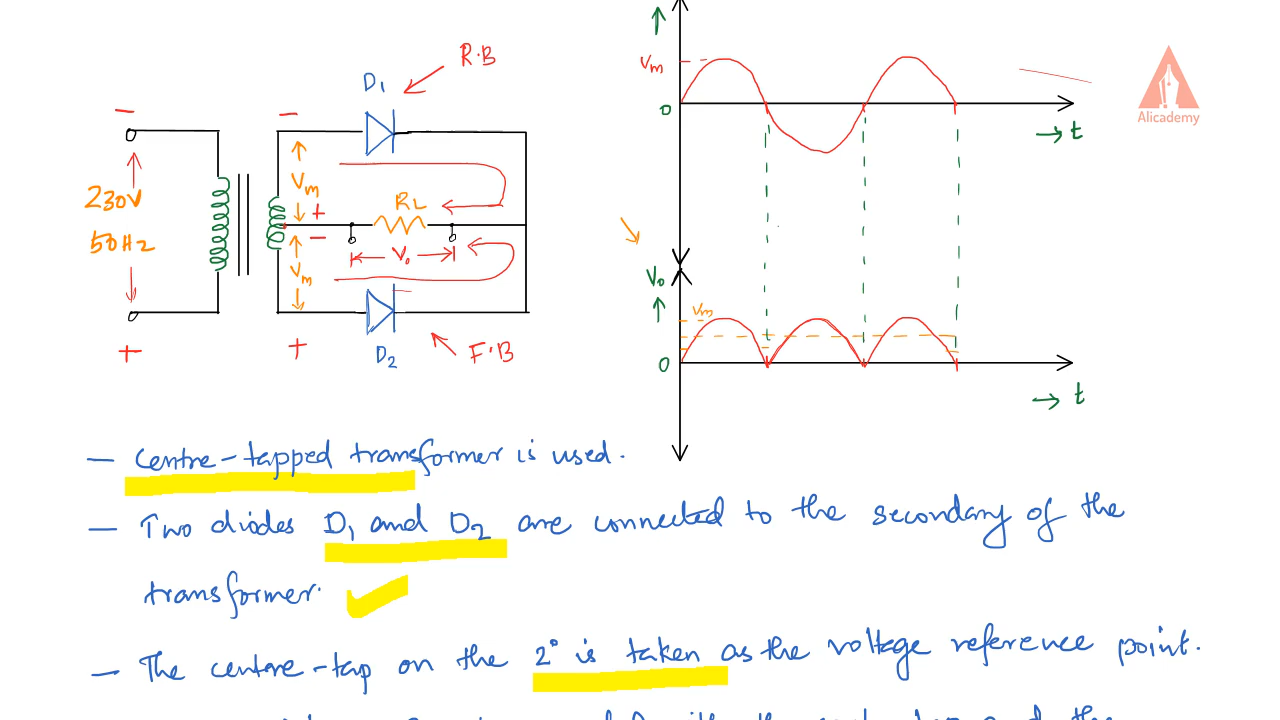 R.B
D1
Vm
Alicademy
0
→ t
−
−
230V
50Hz
Vm
+
RL
−
Vm
V₀
+
+
D2
F.B
V₀
Vm
0
→ t
— Centre-tapped transformer is used.
— Two diodes D1 and D2 are connected to the secondary of the
transformer.
— The centre-tap on the 2° is taken as the voltage reference point.